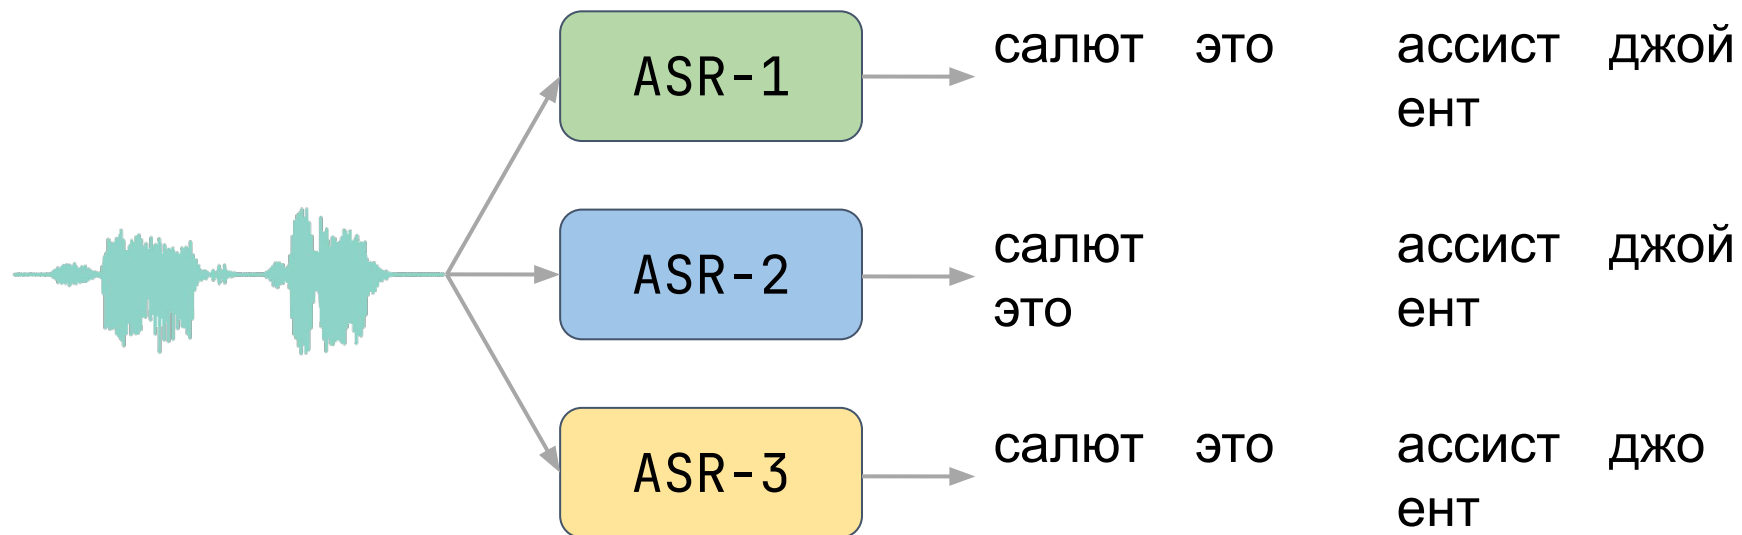 ASR-1
салют это ассист джой
ент
ASR-2
салют ассист джой
это ент
ASR-3
салют это ассист джо
ент